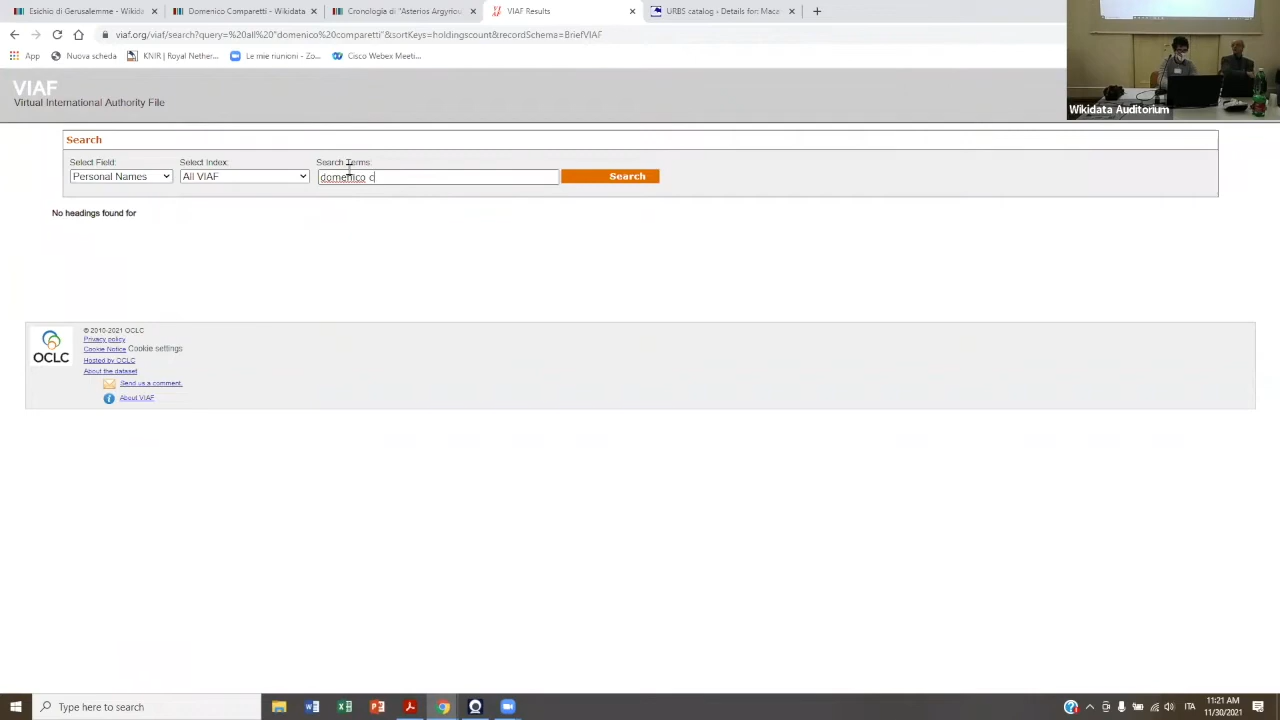 Esichio di Gerusalemme - Wikida
Domenico Comparetti - Wikidata
Cronologia di "Asterios Argyriou
VIAF Results
URBS catalog - Details for: Maca
viaf.org/viaf/search?query=%20all%20"domenico%20comparetti"&sortKeys=holdingscount&recordSchema=BriefVIAF
App
Nuova scheda
KNIR | Royal Nether...
Le mie riunioni - Zo...
Cisco Webex Meeti...
Wikidata Auditorium
VIAF
Virtual International Authority File
Search
Select Field:
Select Index:
Search Terms:
Personal Names
All VIAF
domenico c
Search
No headings found for
OCLC
© 2010-2021 OCLC
Privacy policy
Cookie Notice Cookie settings
Hosted by OCLC
About the dataset
Send us a comment.
About VIAF
Type here to search
ITA
11:21 AM
11/30/2021